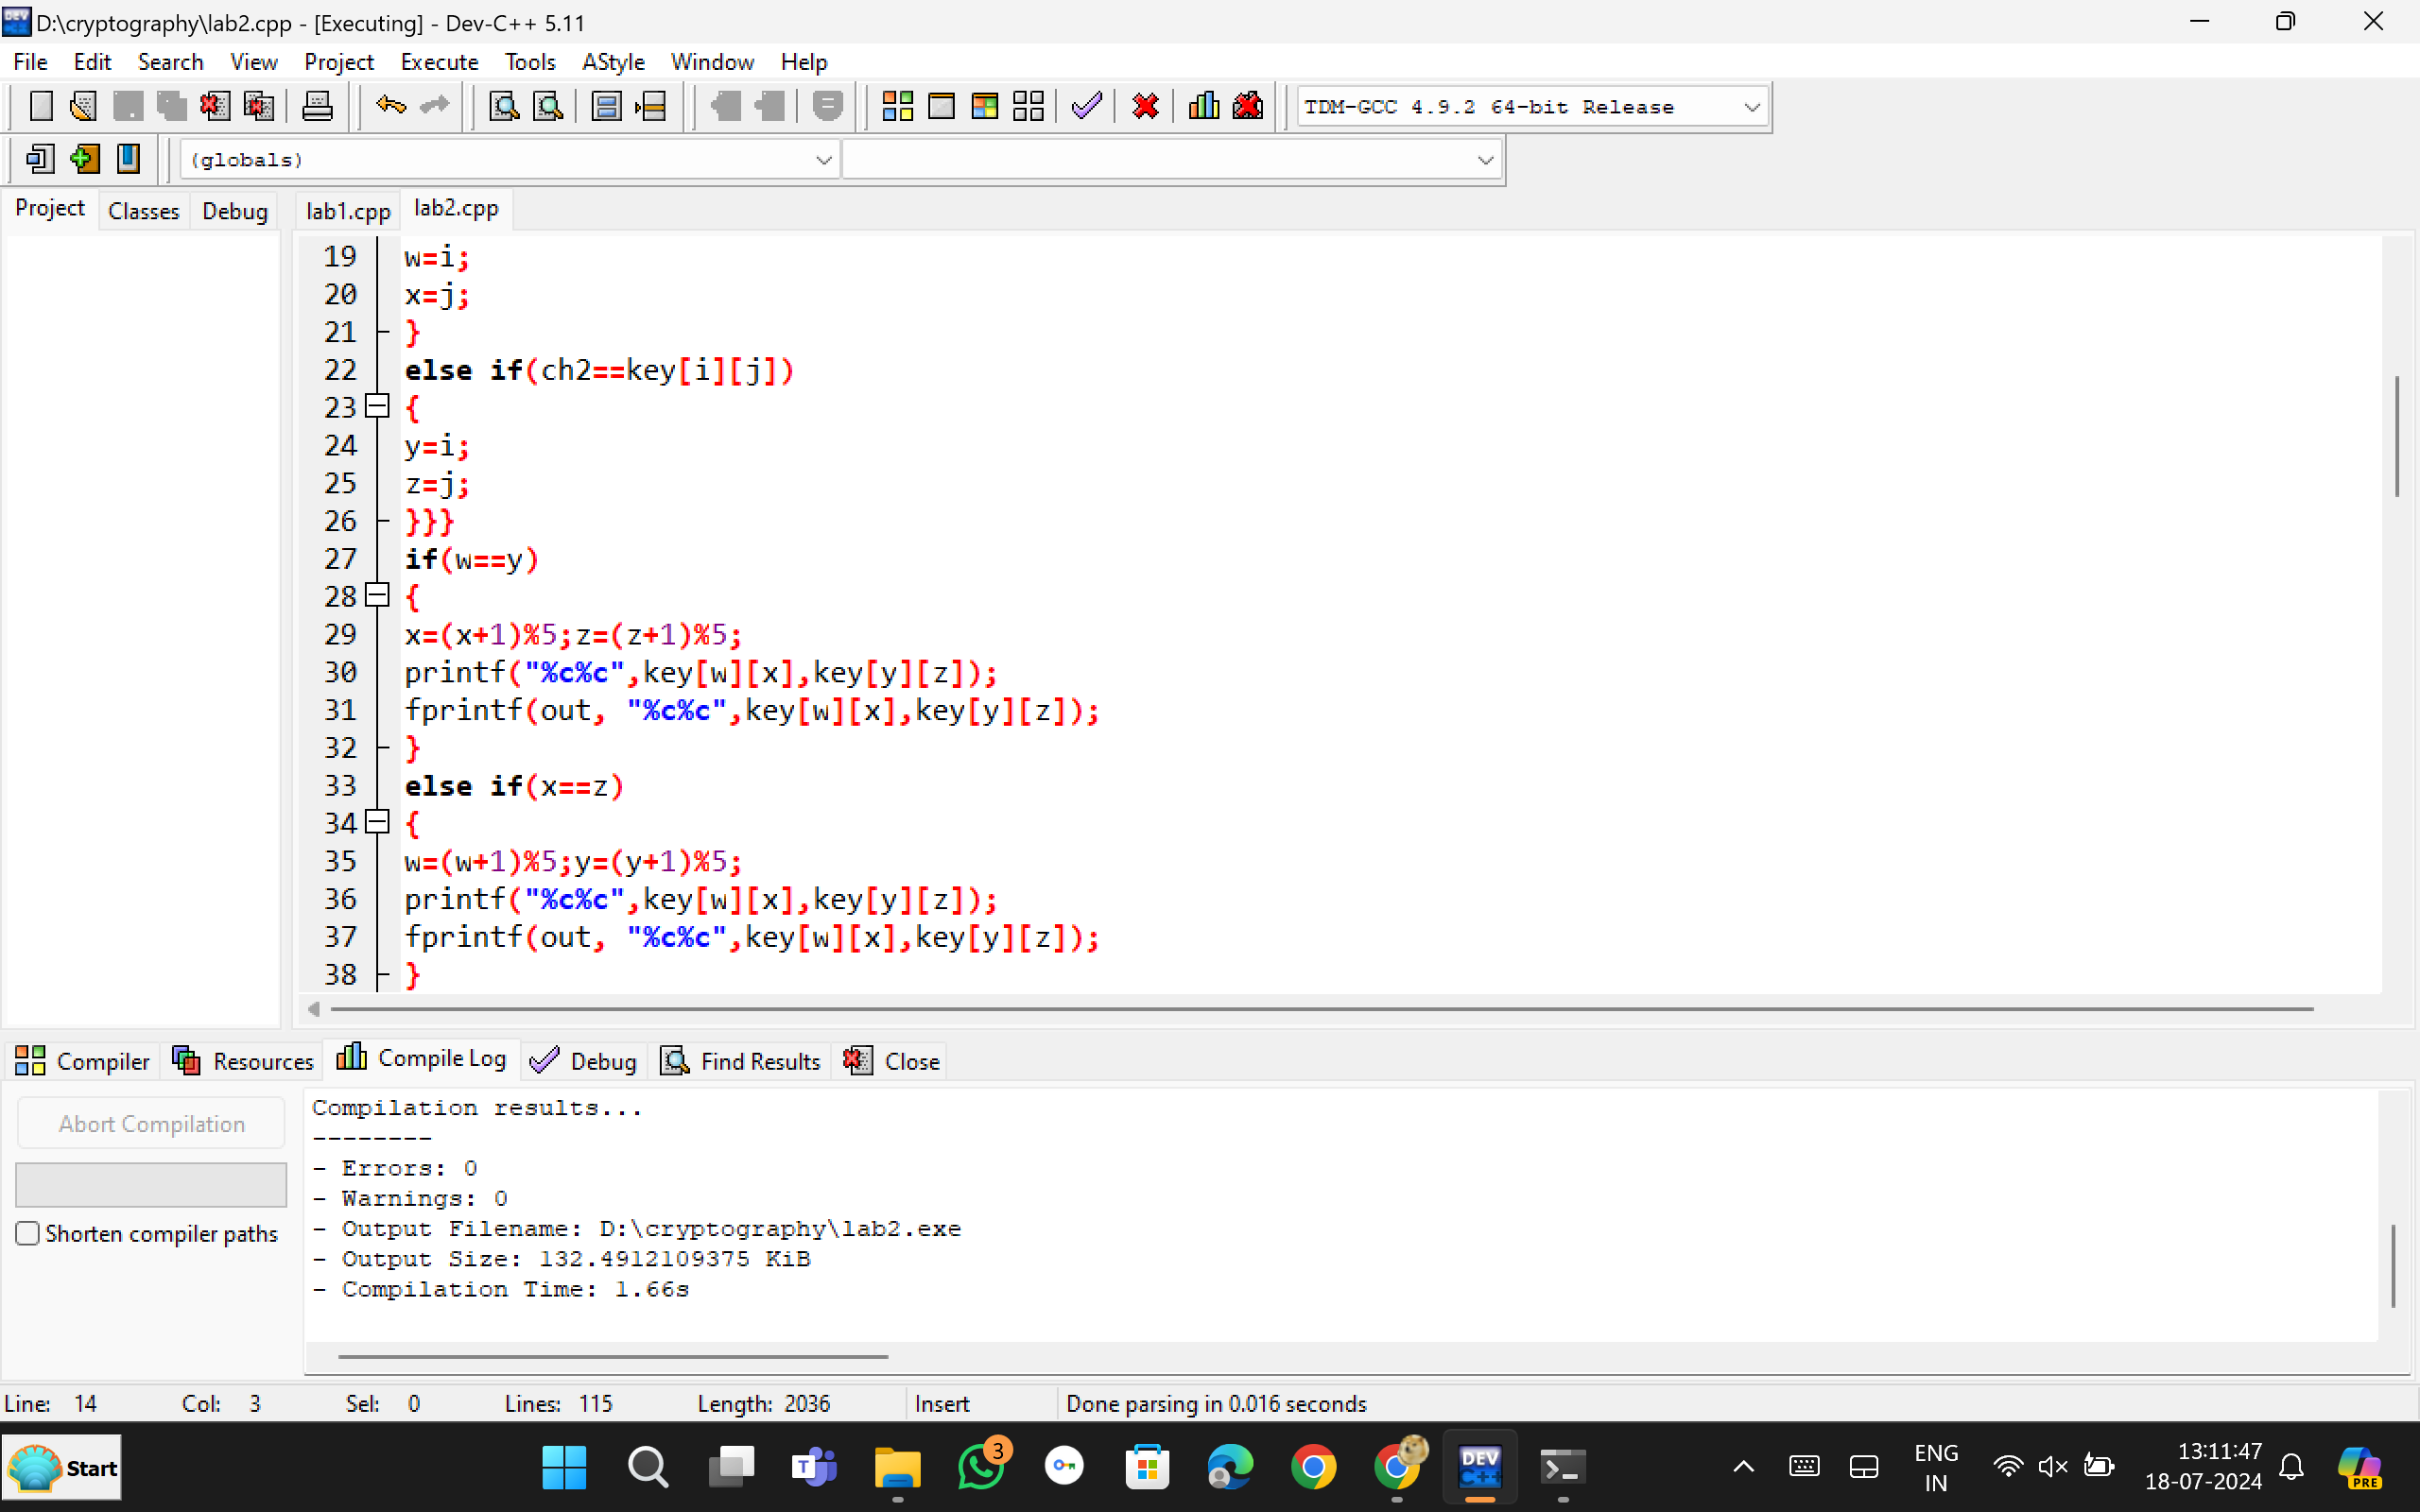 D:\cryptography\lab2.cpp - [Executing] - Dev-C++ 5.11
File Edit Search View Project Execute Tools AStyle Window Help
TDM-GCC 4.9.2 64-bit Release
(globals)
Project Classes Debug lab1.cpp lab2.cpp
19 w=i;
20 x=j;
21 }
22 else if(ch2==key[i][j])
23 {
24 y=i;
25 z=j;
26 }}}
27 if(w==y)
28 {
29 x=(x+1)%5;z=(z+1)%5;
30 printf("%c%c",key[w][x],key[y][z]);
31 fprintf(out, "%c%c",key[w][x],key[y][z]);
32 }
33 else if(x==z)
34 {
35 w=(w+1)%5;y=(y+1)%5;
36 printf("%c%c",key[w][x],key[y][z]);
37 fprintf(out, "%c%c",key[w][x],key[y][z]);
38 }
Compiler Resources Compile Log Debug Find Results Close
Abort Compilation
Shorten compiler paths
Compilation results...
--------
- Errors: 0
- Warnings: 0
- Output Filename: D:\cryptography\lab2.exe
- Output Size: 132.4912109375 KiB
- Compilation Time: 1.66s
Line: 14 Col: 3 Sel: 0 Lines: 115 Length: 2036 Insert Done parsing in 0.016 seconds
Start
T
3
DEV
C++
ENG
IN
13:11:47
18-07-2024
PRE